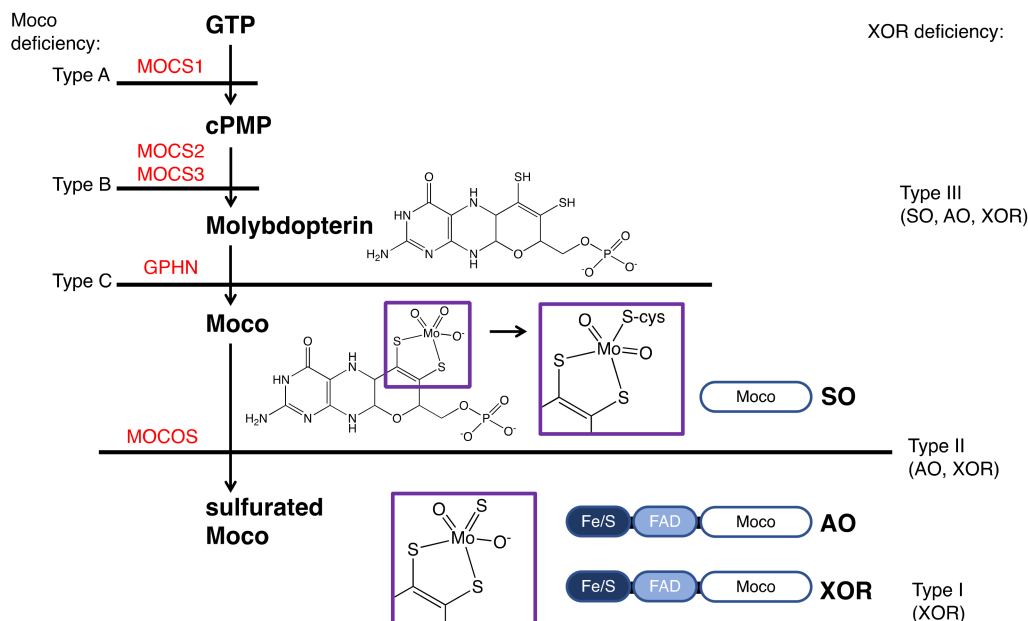 Moco
deficiency:
GTP
XOR deficiency:
MOCS1
Type A
cPMP
MOCS2
MOCS3
Type B
Molybdopterin
O
HN
H2N
N
H
N
N
H
O
SH
SH
O
P
O
-O
O-
Type III
(SO, AO, XOR)
GPHN
Type C
Moco
O
HN
H2N
N
H
N
N
H
O
S
S
O
O
Mo
O-
O
P
O
-O
O-
O
S-cys
Mo
O
S
S
Moco
SO
MOCOS
Type II
(AO, XOR)
sulfurated
Moco
O
S
Mo
O-
S
S
Fe/S
FAD
Moco
AO
Fe/S
FAD
Moco
XOR
Type I
(XOR)